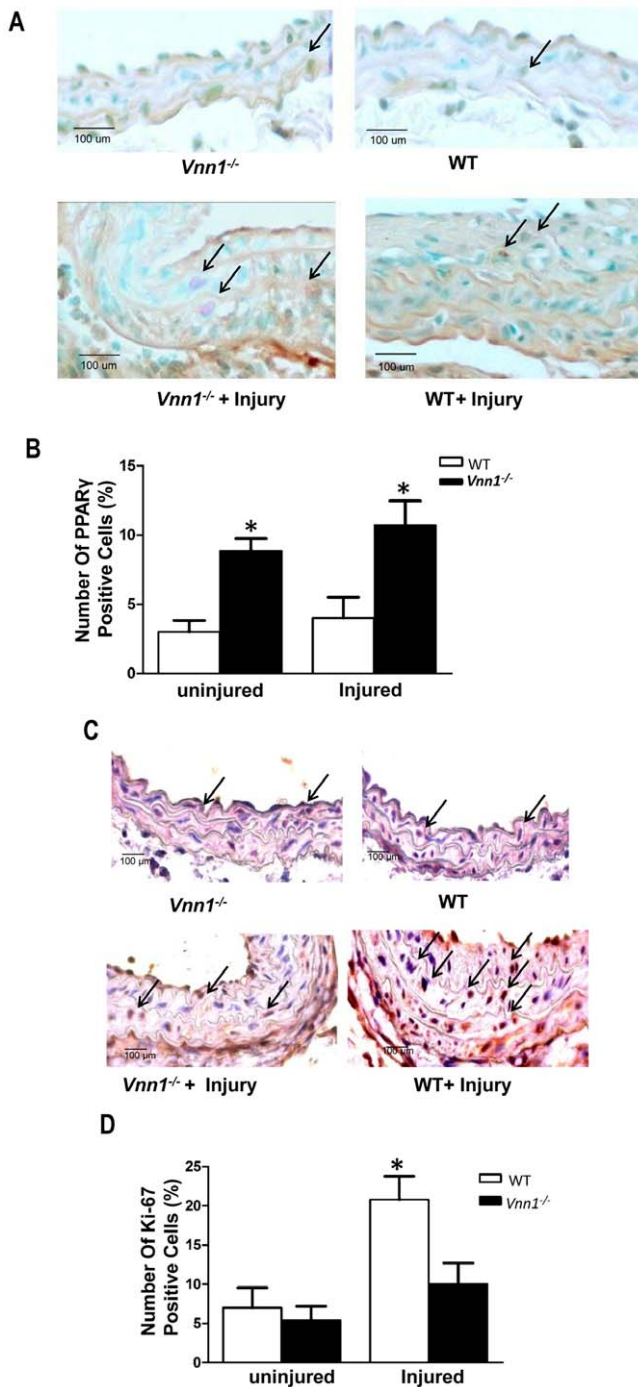 A
100 um
100 um
Vnn1-/-
WT
100 um
100 um
Vnn1-/- + Injury
WT+ Injury
B
Number Of PPARγ
Positive Cells (%)
15
10
5
0
WT
Vnn1-/-
*
*
uninjured
Injured
C
100 µm
100 µm
Vnn1-/-
WT
100 µm
100 µm
Vnn1-/- + Injury
WT+ Injury
D
Number Of Ki-67
Positive Cells (%)
25
20
15
10
5
0
*
WT
Vnn1-/-
uninjured
Injured